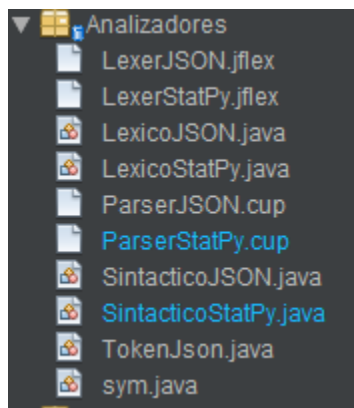 Analizadores
LexerJSON.jflex
LexerStatPy.jflex
LexicoJSON.java
LexicoStatPy.java
ParserJSON.cup
ParserStatPy.cup
SintacticoJSON.java
SintacticoStatPy.java
TokenJson.java
sym.java